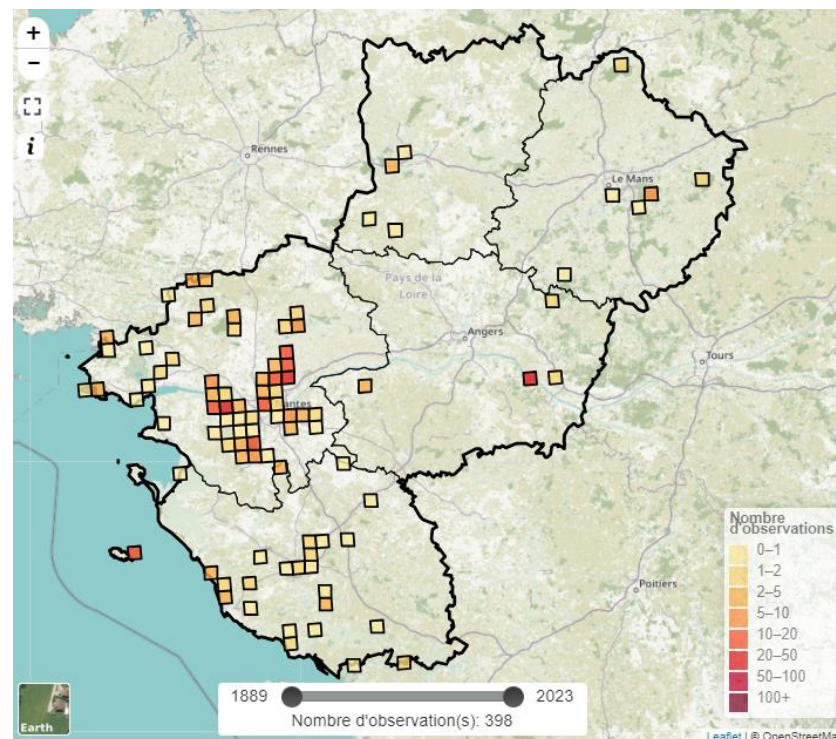 +
−
i
Rennes
Le Mans
Pays de la
Loire
Angers
Tours
antes
Poitiers
Nombre
d'observations
0–1
1–2
2–5
5–10
10–20
20–50
50–100
100+
1889
2023
Nombre d'observation(s): 398
Earth
Leaflet | © OpenStreetMa